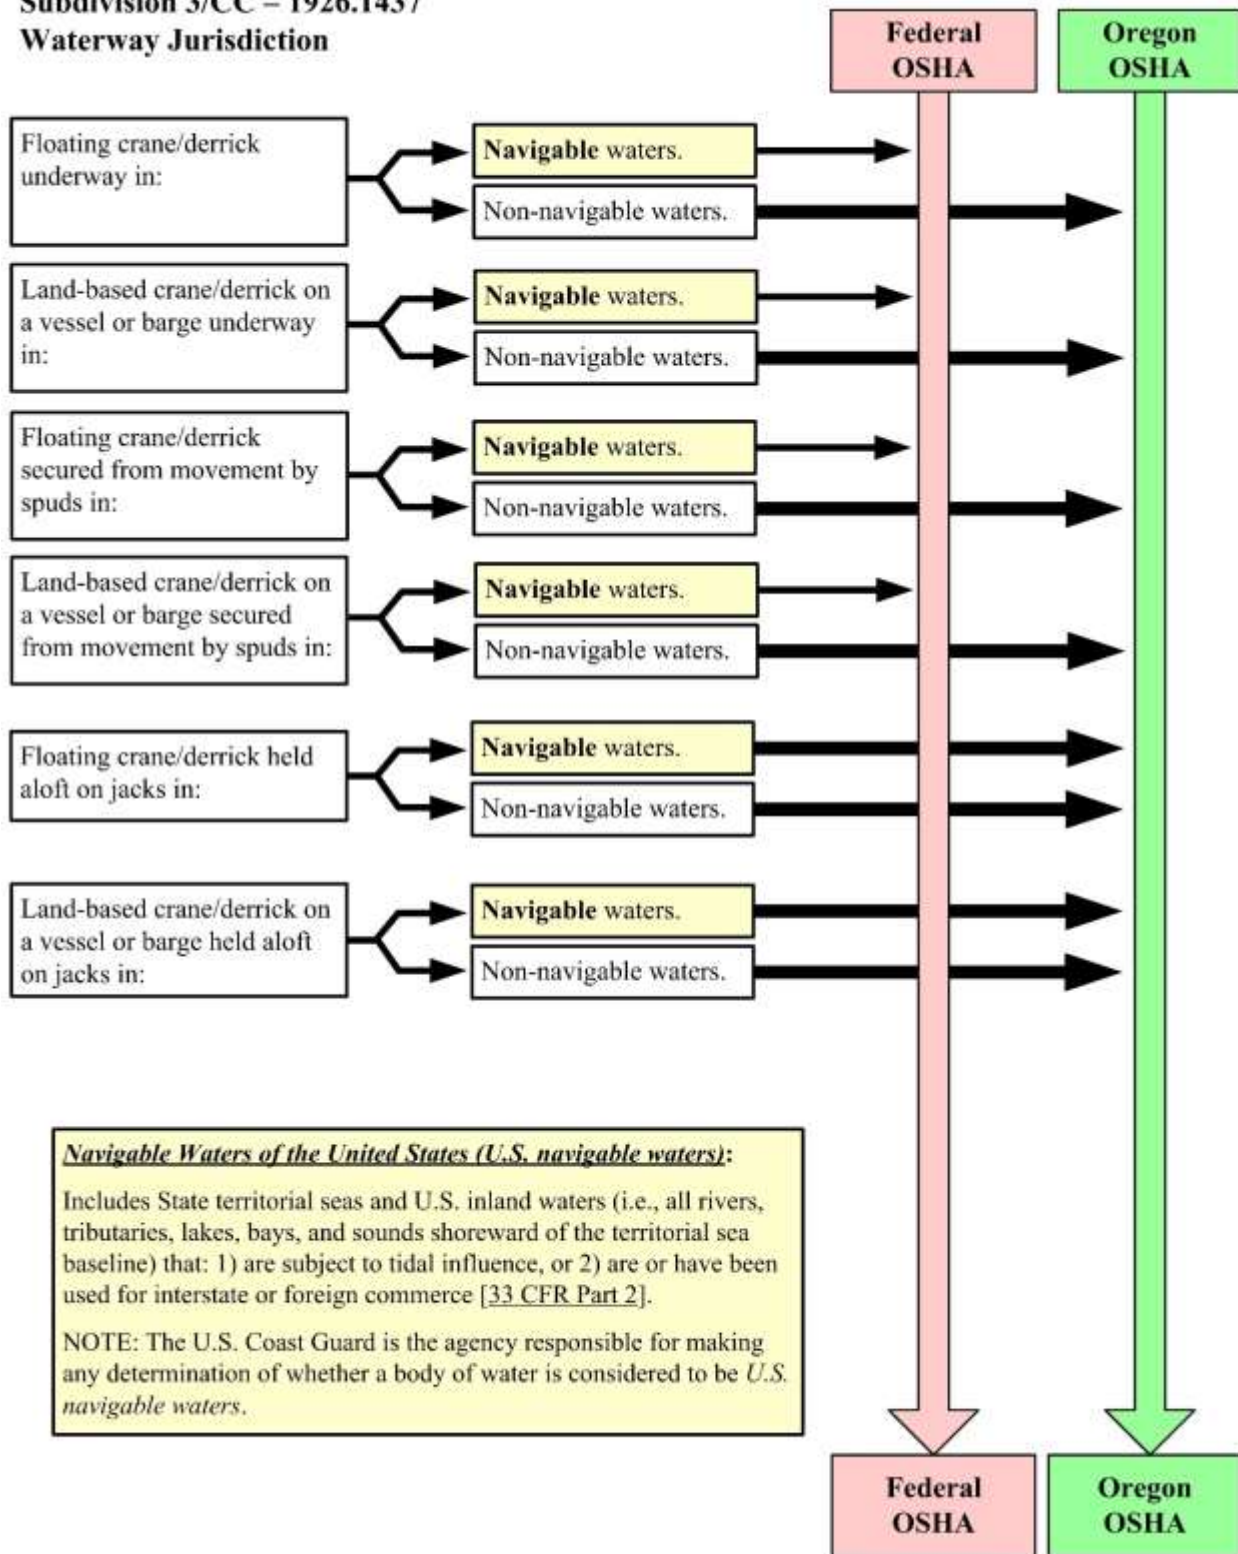 Subdivision 3/CC – 1926.1437
Waterway Jurisdiction
Federal
OSHA
Oregon
OSHA
Floating crane/derrick
underway in:
Navigable waters.
Non-navigable waters.
Land-based crane/derrick on
a vessel or barge underway
in:
Navigable waters.
Non-navigable waters.
Floating crane/derrick
secured from movement by
spuds in:
Navigable waters.
Non-navigable waters.
Land-based crane/derrick on
a vessel or barge secured
from movement by spuds in:
Navigable waters.
Non-navigable waters.
Floating crane/derrick held
aloft on jacks in:
Navigable waters.
Non-navigable waters.
Land-based crane/derrick on
a vessel or barge held aloft
on jacks in:
Navigable waters.
Non-navigable waters.
Navigable Waters of the United States (U.S. navigable waters):
Includes State territorial seas and U.S. inland waters (i.e., all rivers,
tributaries, lakes, bays, and sounds shoreward of the territorial sea
baseline) that: 1) are subject to tidal influence, or 2) are or have been
used for interstate or foreign commerce [33 CFR Part 2].
NOTE: The U.S. Coast Guard is the agency responsible for making
any determination of whether a body of water is considered to be U.S.
navigable waters.
Federal
OSHA
Oregon
OSHA